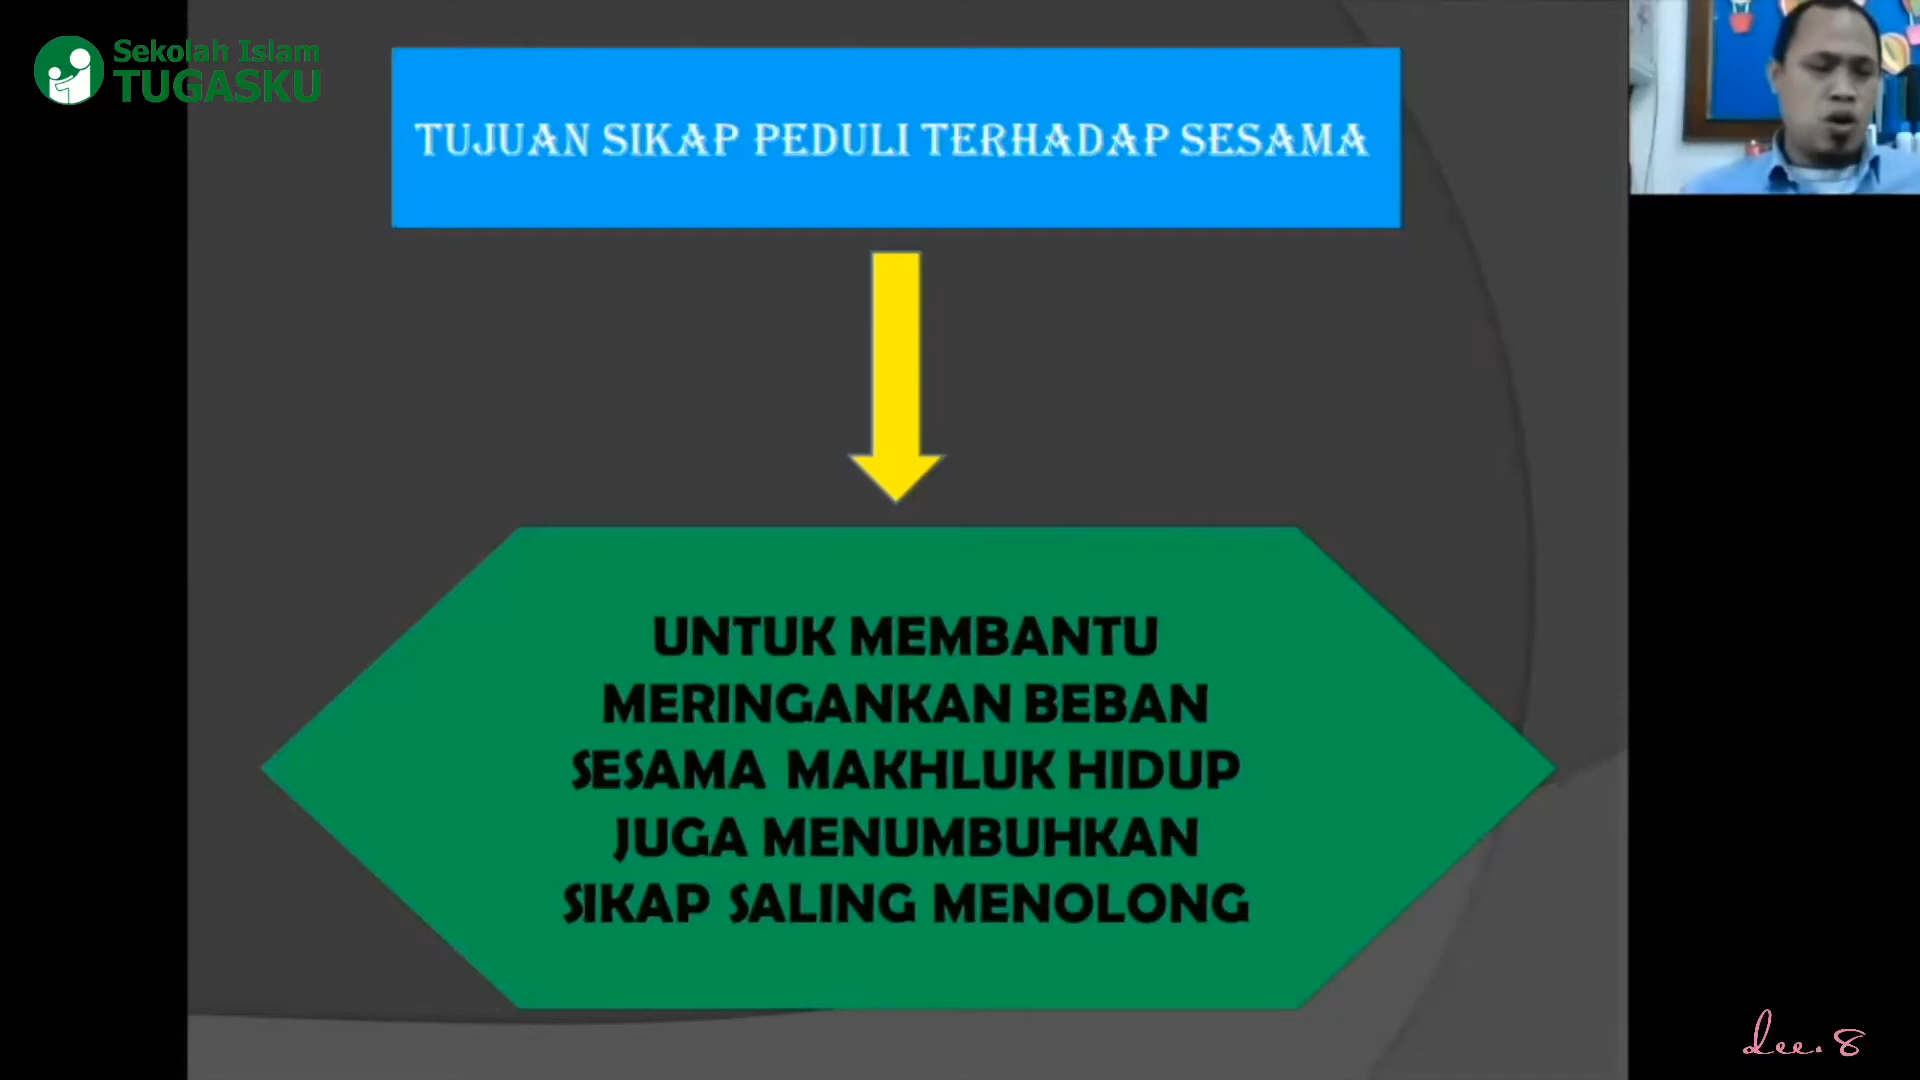 Sekolah Islam
TUGASKU
TUJUAN SIKAP PEDULI TERHADAP SESAMA
UNTUK MEMBANTU
MERINGANKAN BEBAN
SESAMA MAKHLUK HIDUP
JUGA MENUMBUHKAN
SIKAP SALING MENOLONG
dee.8